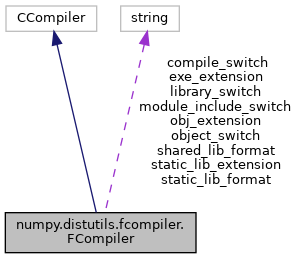 CCompiler
string
compile_switch
exe_extension
library_switch
module_include_switch
obj_extension
object_switch
shared_lib_format
static_lib_extension
static_lib_format
numpy.distutils.fcompiler.
FCompiler